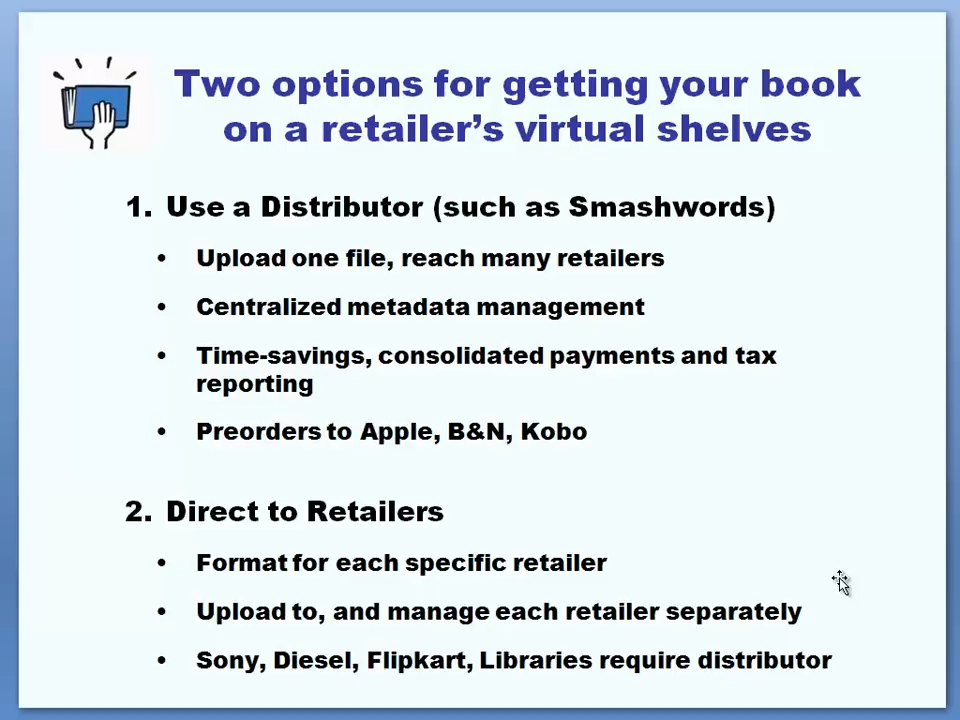 Two options for getting your book
on a retailer’s virtual shelves
1. Use a Distributor (such as Smashwords)
• Upload one file, reach many retailers
• Centralized metadata management
• Time-savings, consolidated payments and tax
reporting
• Preorders to Apple, B&N, Kobo
2. Direct to Retailers
• Format for each specific retailer
• Upload to, and manage each retailer separately
• Sony, Diesel, Flipkart, Libraries require distributor